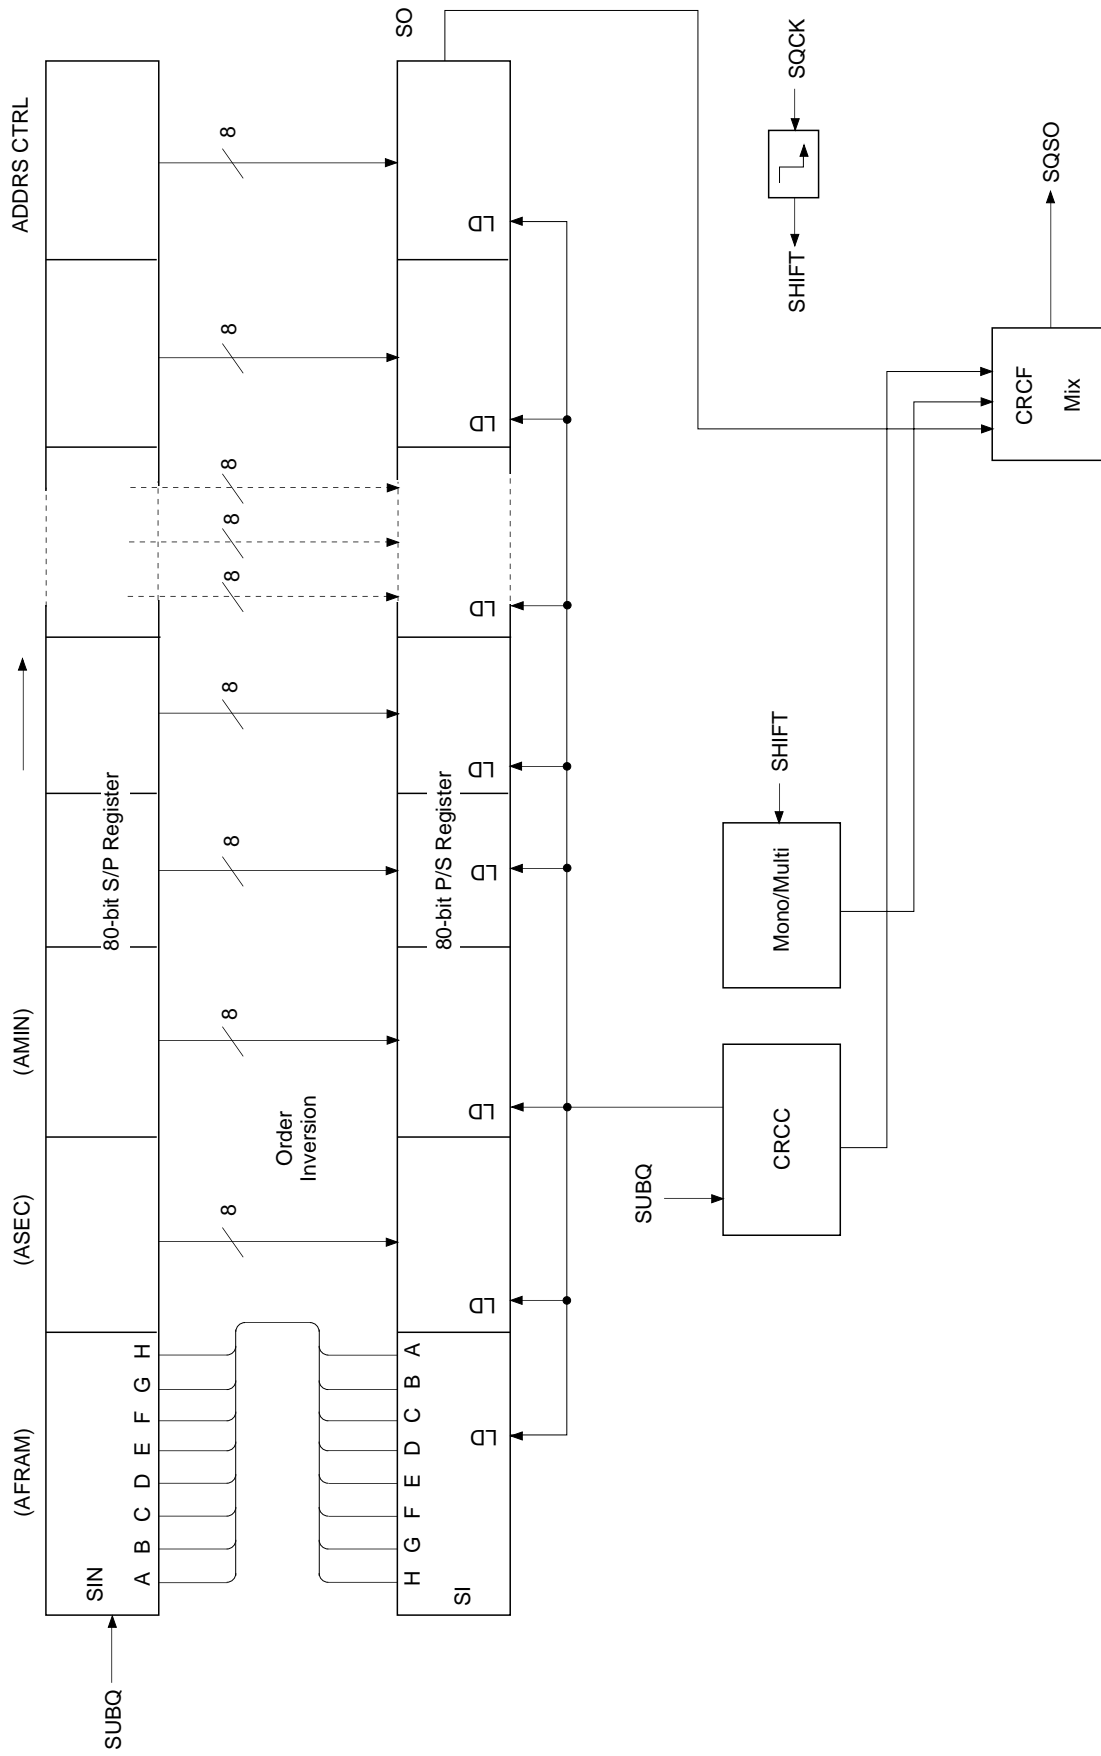 ADDRS CTRL
(AMIN)
(ASEC)
(AFRAM)
SUBQ
SIN
A B C D E F G H
80-bit S/P Register
8
8
8
8
8
8
8
8
8
Order
Inversion
SO
H G F E D C B A
SI
80-bit P/S Register
LD
LD
LD
LD
LD
LD
LD
LD
SUBQ
CRCC
Mono/Multi
SHIFT
SHIFT
SQCK
CRCF
Mix
SQSO